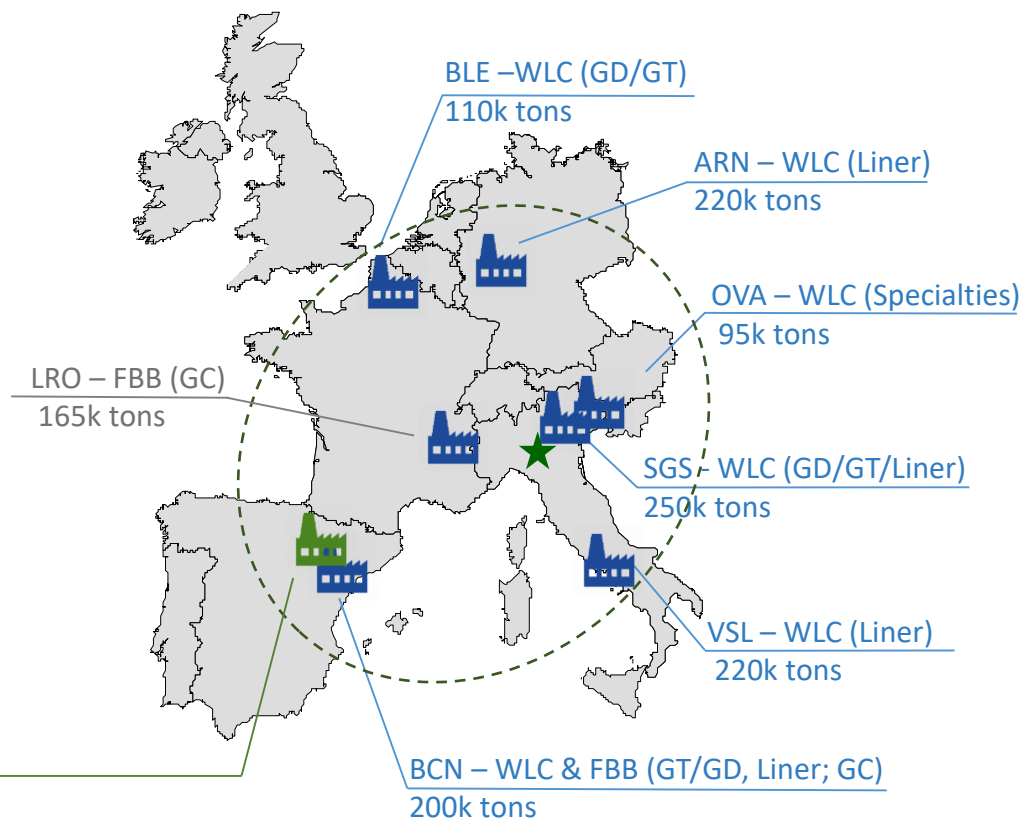 BLE –WLC (GD/GT)
110k tons
ARN – WLC (Liner)
220k tons
OVA – WLC (Specialties)
95k tons
LRO – FBB (GC)
165k tons
SGS - WLC (GD/GT/Liner)
250k tons
VSL – WLC (Liner)
220k tons
BCN – WLC & FBB (GT/GD, Liner; GC)
200k tons